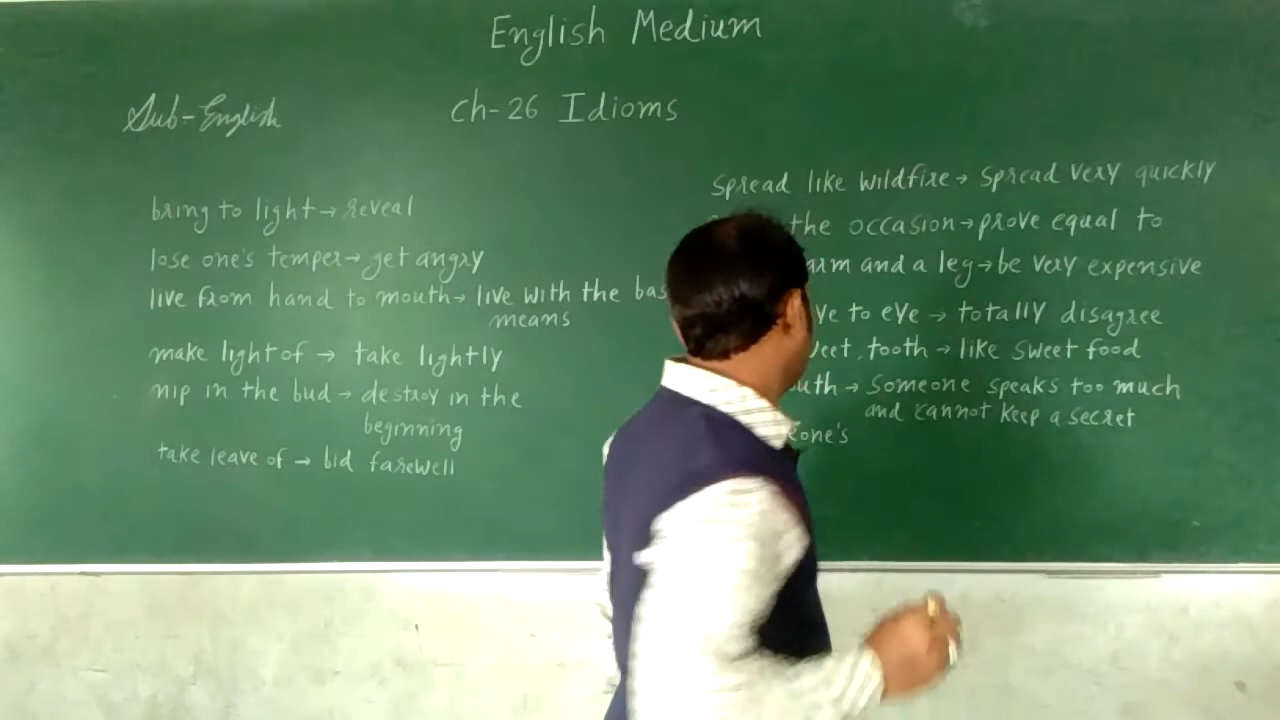 English Medium
Sub-English
Ch-26 Idioms
bring to light → reveal
lose one's temper → get angry
live from hand to mouth → live with the
means
make light of → take lightly
nip in the bud → destroy in the
beginning
take leave of → bid farewell
spread like wildfire → spread very quickly
the occasion → prove equal to
arm and a leg → be very expensive
to eye → totally disagree
tooth → like sweet food
→ someone speaks too much
and cannot keep a secret
one's